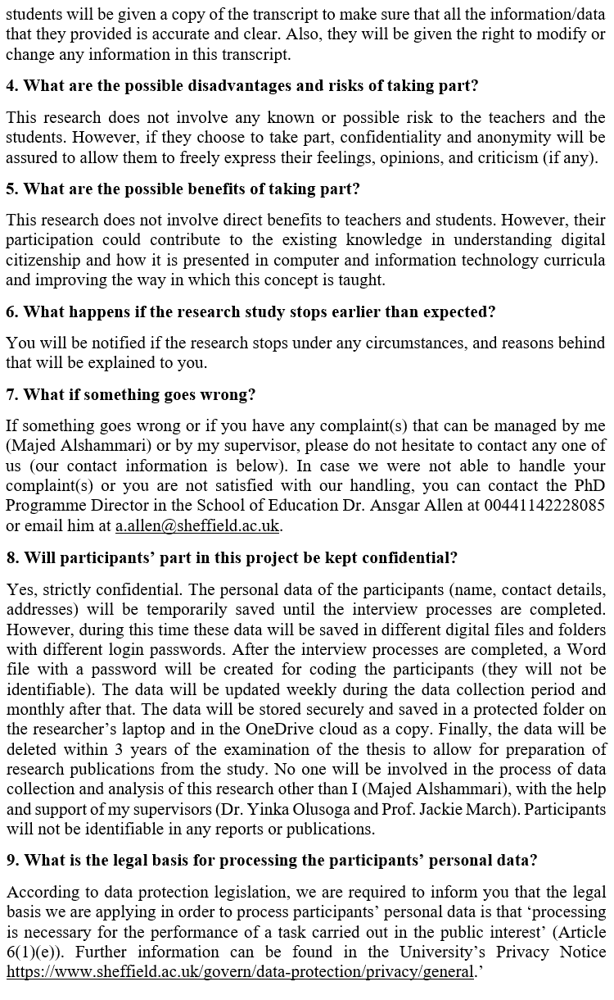 students will be given a copy of the transcript to make sure that all the information/data
that they provided is accurate and clear. Also, they will be given the right to modify or
change any information in this transcript.
4. What are the possible disadvantages and risks of taking part?
This research does not involve any known or possible risk to the teachers and the
students. However, if they choose to take part, confidentiality and anonymity will be
assured to allow them to freely express their feelings, opinions, and criticism (if any).
5. What are the possible benefits of taking part?
This research does not involve direct benefits to teachers and students. However, their
participation could contribute to the existing knowledge in understanding digital
citizenship and how it is presented in computer and information technology curricula
and improving the way in which this concept is taught.
6. What happens if the research study stops earlier than expected?
You will be notified if the research stops under any circumstances, and reasons behind
that will be explained to you.
7. What if something goes wrong?
If something goes wrong or if you have any complaint(s) that can be managed by me
(Majed Alshammari) or by my supervisor, please do not hesitate to contact any one of
us (our contact information is below). In case we were not able to handle your
complaint(s) or you are not satisfied with our handling, you can contact the PhD
Programme Director in the School of Education Dr. Ansgar Allen at 00441142228085
or email him at a.allen@sheffield.ac.uk.
8. Will participants’ part in this project be kept confidential?
Yes, strictly confidential. The personal data of the participants (name, contact details,
addresses) will be temporarily saved until the interview processes are completed.
However, during this time these data will be saved in different digital files and folders
with different login passwords. After the interview processes are completed, a Word
file with a password will be created for coding the participants (they will not be
identifiable). The data will be updated weekly during the data collection period and
monthly after that. The data will be stored securely and saved in a protected folder on
the researcher’s laptop and in the OneDrive cloud as a copy. Finally, the data will be
deleted within 3 years of the examination of the thesis to allow for preparation of
research publications from the study. No one will be involved in the process of data
collection and analysis of this research other than I (Majed Alshammari), with the help
and support of my supervisors (Dr. Yinka Olusoga and Prof. Jackie March). Participants
will not be identifiable in any reports or publications.
9. What is the legal basis for processing the participants’ personal data?
According to data protection legislation, we are required to inform you that the legal
basis we are applying in order to process participants’ personal data is that ‘processing
is necessary for the performance of a task carried out in the public interest’ (Article
6(1)(e)). Further information can be found in the University’s Privacy Notice
https://www.sheffield.ac.uk/govern/data-protection/privacy/general.’